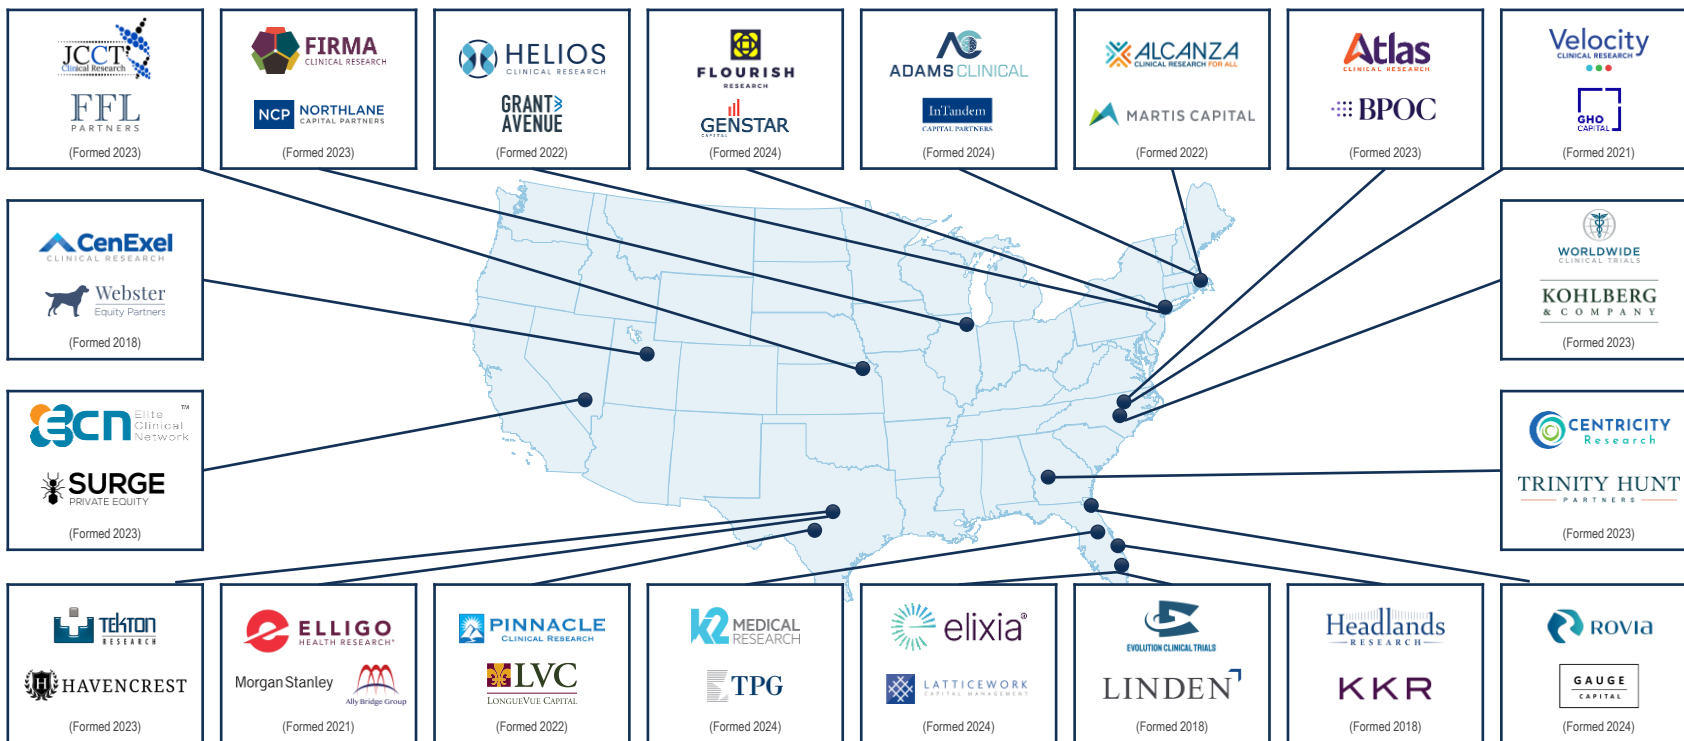 JCCT
Clinical Research
FFL
PARTNERS
(Formed 2023)
FIRMA
CLINICAL RESEARCH
NCP NORTHLANE
CAPITAL PARTNERS
(Formed 2023)
HELIOS
CLINICAL RESEARCH
GRANT
AVENUE
(Formed 2022)
FLOURISH
RESEARCH
GENSTAR
CAPITAL
(Formed 2024)
AC
ADAMS CLINICAL
InTandem
CAPITAL PARTNERS
(Formed 2024)
ALCANZA
CLINICAL RESEARCH FOR ALL
MARTIS CAPITAL
(Formed 2022)
Atlas
CLINICAL RESEARCH
BPOC
(Formed 2023)
Velocity
CLINICAL RESEARCH
GHO
CAPITAL
(Formed 2021)
CenExel
CLINICAL RESEARCH
Webster
Equity Partners
(Formed 2018)
WORLDWIDE
CLINICAL TRIALS
KOHLBERG
& COMPANY
(Formed 2023)
ecn Elite
Clinical
Network
™
SURGE
PRIVATE EQUITY
(Formed 2023)
CENTRICITY
Research
TRINITY HUNT
PARTNERS
(Formed 2023)
TEKTON
RESEARCH
H HAVENCREST
(Formed 2023)
ELLIGO
HEALTH RESEARCH®
Morgan Stanley
Ally Bridge Group
(Formed 2021)
PINNACLE
CLINICAL RESEARCH
LVC
LONGUEVUE CAPITAL
(Formed 2022)
K2 MEDICAL
RESEARCH
TPG
(Formed 2024)
elixia®
LATTICEWORK
CAPITAL MANAGEMENT
(Formed 2024)
EVOLUTION CLINICAL TRIALS
LINDEN
(Formed 2018)
Headlands
RESEARCH
KKR
(Formed 2018)
ROVIA
GAUGE
CAPITAL
(Formed 2024)